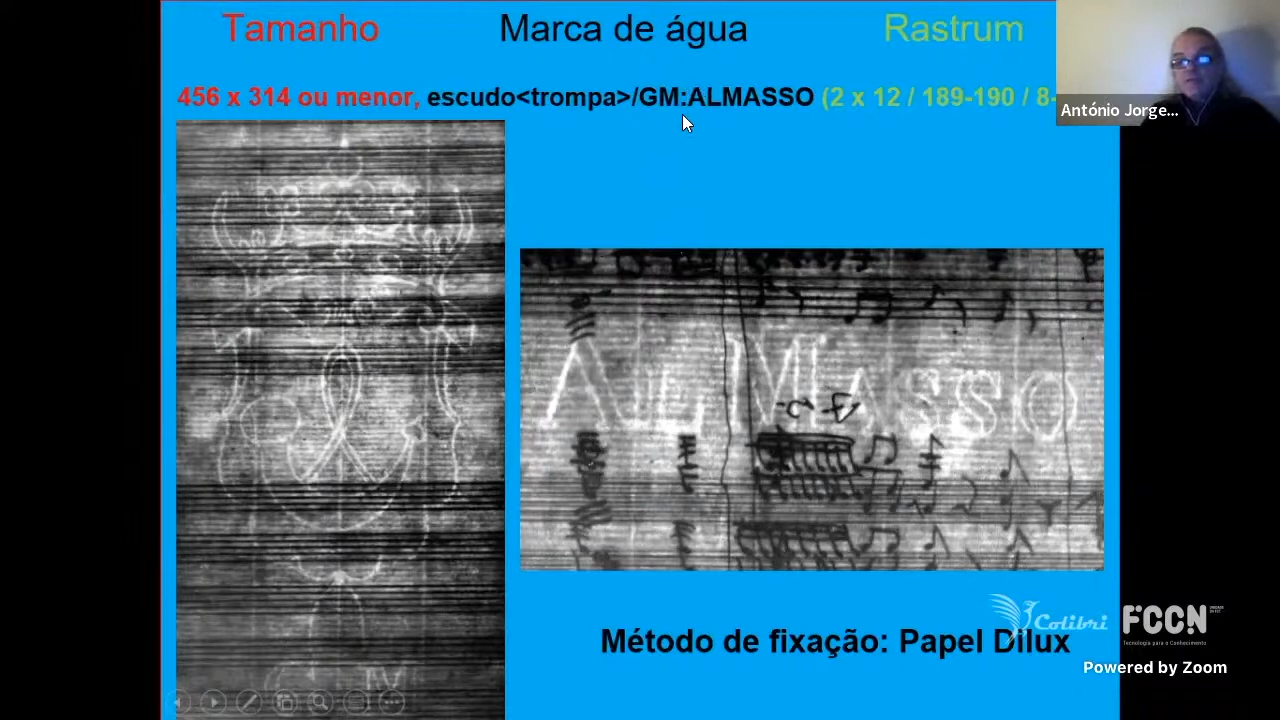 Tamanho Marca de água Rastrum
456 x 314 ou menor, escudo<trompa>/GM:ALMASSO (2 x 12 / 189-190 / 8-
António Jorge...
ALMASSO
M
Método de fixação: Papel Dilux
Colibri FCCN
Tecnologia para o Conhecimento
Powered by Zoom